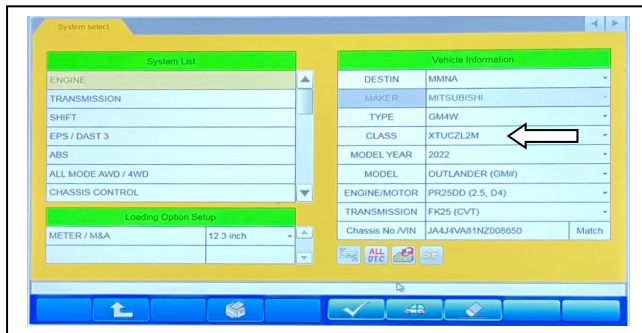 System select
System List
ENGINE
TRANSMISSION
SHIFT
EPS / DAST 3
ABS
ALL MODE AWD / 4WD
CHASSIS CONTROL
Loading Option Setup
METER / M&A 12.3 inch
Vehicle Information
DESTIN MMNA
MAKER MITSUBISHI
TYPE GM4W
CLASS XTUCZL2M
MODEL YEAR 2022
MODEL OUTLANDER (GM#)
ENGINE/MOTOR PR25DD (2.5, D4)
TRANSMISSION FK25 (CVT)
Chassis No./VIN JA4J4VA81NZ008650 Match
ALL
DTC